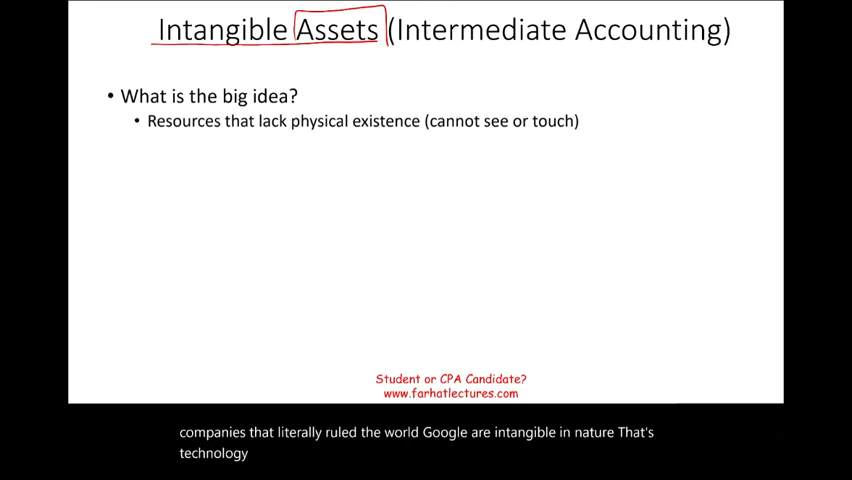 Intangible Assets (Intermediate Accounting)
• What is the big idea?
• Resources that lack physical existence (cannot see or touch)
Student or CPA Candidate?
www.farhatlectures.com
companies that literally ruled the world Google are intangible in nature That's
technology